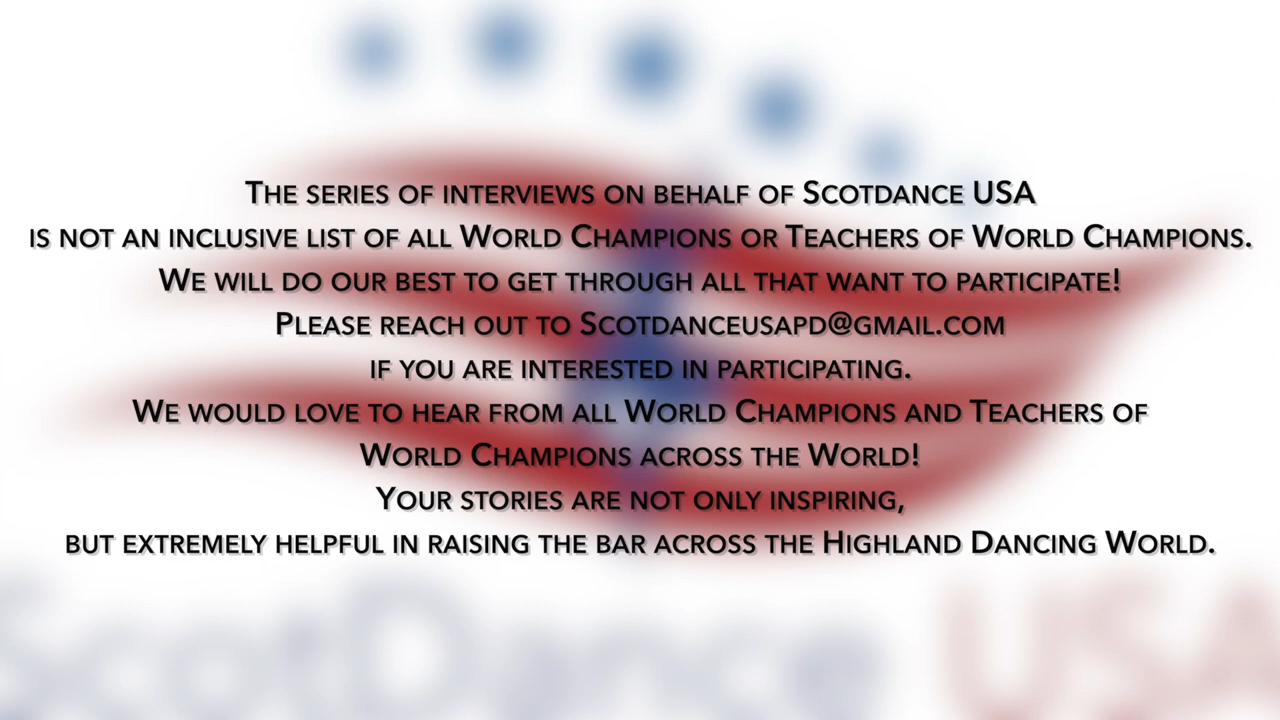 The series of interviews on behalf of Scotdance USA
is not an inclusive list of all World Champions or Teachers of World Champions.
We will do our best to get through all that want to participate!
Please reach out to Scotdanceusapd@gmail.com
if you are interested in participating.
We would love to hear from all World Champions and Teachers of
World Champions across the World!
Your stories are not only inspiring,
but extremely helpful in raising the bar across the Highland Dancing World.
ScotDance USA